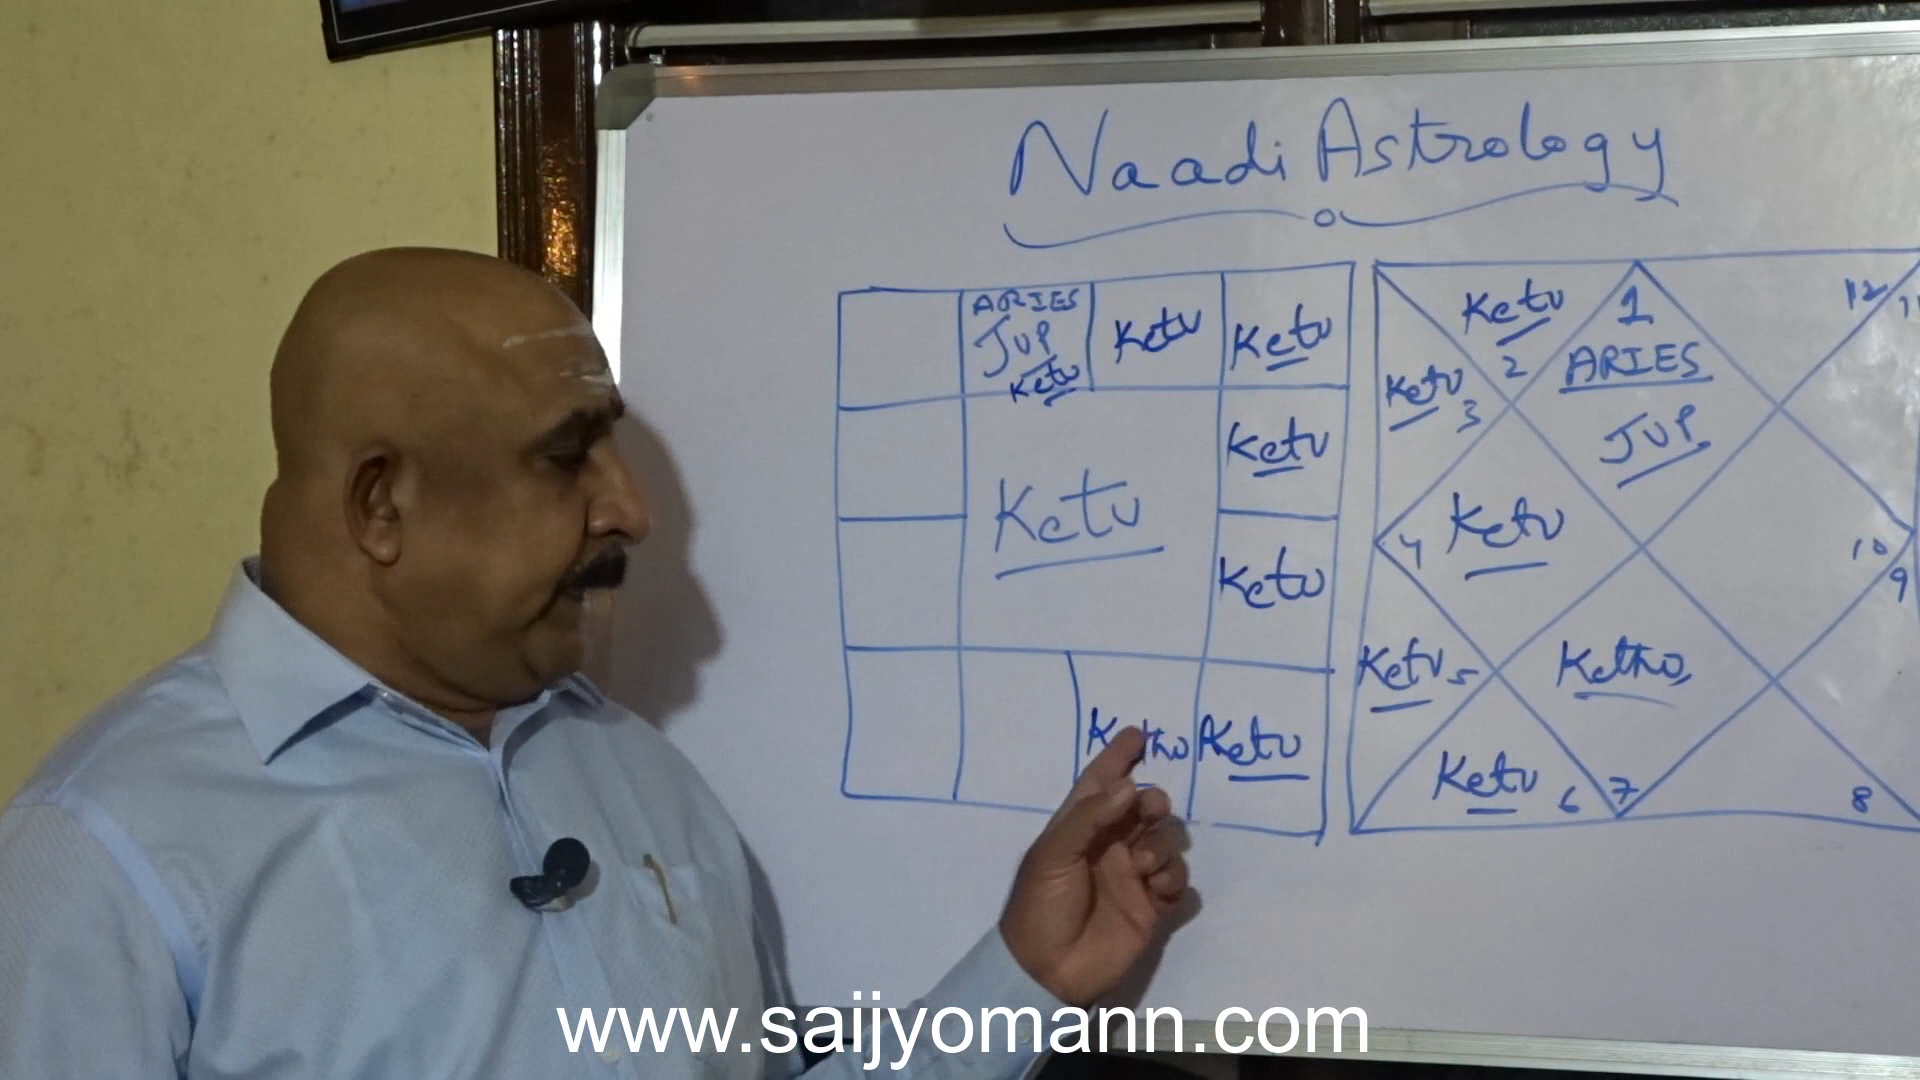 Naadi Astrology
ARIES
JUP
Ketu
Ketu
Ketu
Ketu
Ketu
Ketu
Ketu
Ketu
Ketu 2
Ketu 3
1
ARIES
JUP
12
11
4 Ketu
10
9
Ketu 5
Ketho
Ketu 6
7
8
www.saijyomann.com